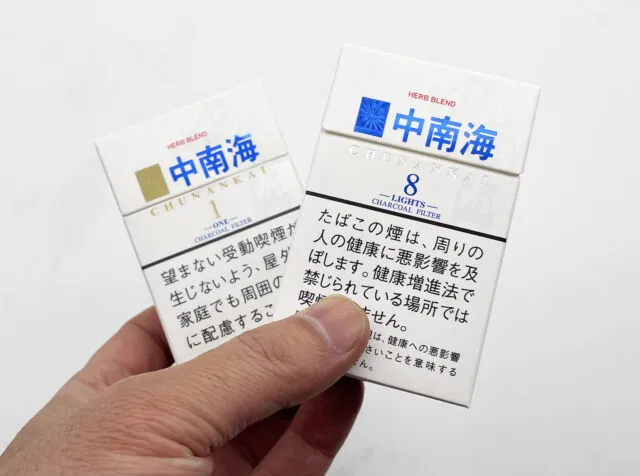 HERB BLEND
中南海
CHUNANKAI
1
ONE
CHARCOAL FILTER
望まない受動喫煙が
生じないよう、屋
家庭でも周囲の
に配慮するこ
HERB BLEND
中南海
CHUNANKAI
8
LIGHTS
CHARCOAL FILTER
たばこの煙は、周りの
人の健康に悪影響を及
ぼします。健康増進法で
禁じられている場所では
喫ません。
は、健康への悪影響
さいことを意味する
ん。